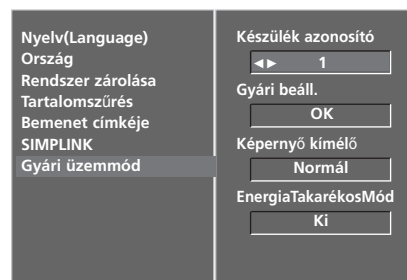 Nyelv(Language)
Ország
Rendszer zárolása
Tartalomszűrés
Bemenet címkéje
SIMPLINK
Gyári üzemmód
Készülék azonosító
◄► 1
Gyári beáll.
OK
Képernyő kímélő
Normál
EnergiaTakarékosMód
Ki